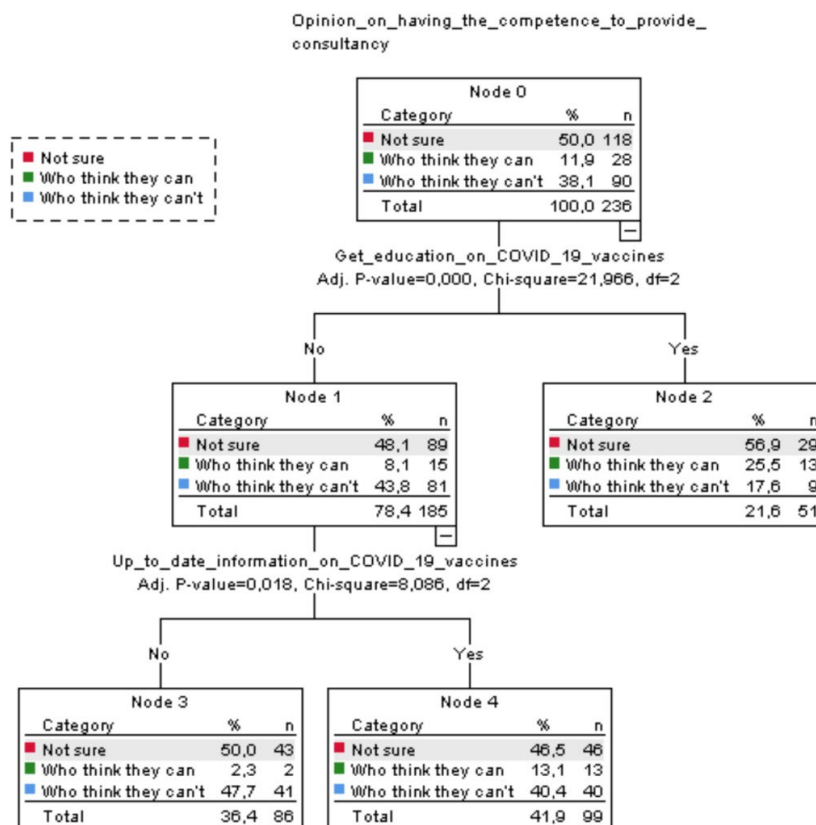 Opinion_on_having_the_competence_to_provide_
consultancy
Not sure
Who think they can
Who think they can't
Node 0
Category % n
Not sure 50,0 118
Who think they can 11,9 28
Who think they can't 38,1 90
Total 100,0 236
Get_education_on_COVID_19_vaccines
Adj. P-value=0,000, Chi-square=21,966, df=2
No
Yes
Node 1
Category % n
Not sure 48,1 89
Who think they can 8,1 15
Who think they can't 43,8 81
Total 78,4 185
Node 2
Category % n
Not sure 56,9 29
Who think they can 25,5 13
Who think they can't 17,6 9
Total 21,6 51
Up_to_date_information_on_COVID_19_vaccines
Adj. P-value=0,018, Chi-square=8,086, df=2
No
Yes
Node 3
Category % n
Not sure 50,0 43
Who think they can 2,3 2
Who think they can't 47,7 41
Total 36,4 86
Node 4
Category % n
Not sure 46,5 46
Who think they can 13,1 13
Who think they can't 40,4 40
Total 41,9 99